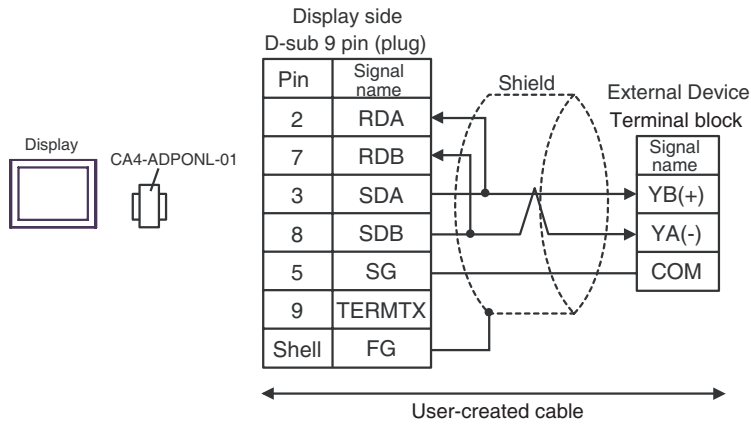 Display side
D-sub 9 pin (plug)
Pin
Signal
name
Shield
External Device
Terminal block
2
RDA
Signal
name
Display
CA4-ADPONL-01
7
RDB
3
SDA
YB(+)
8
SDB
YA(-)
5
SG
COM
9
TERMTX
Shell
FG
User-created cable